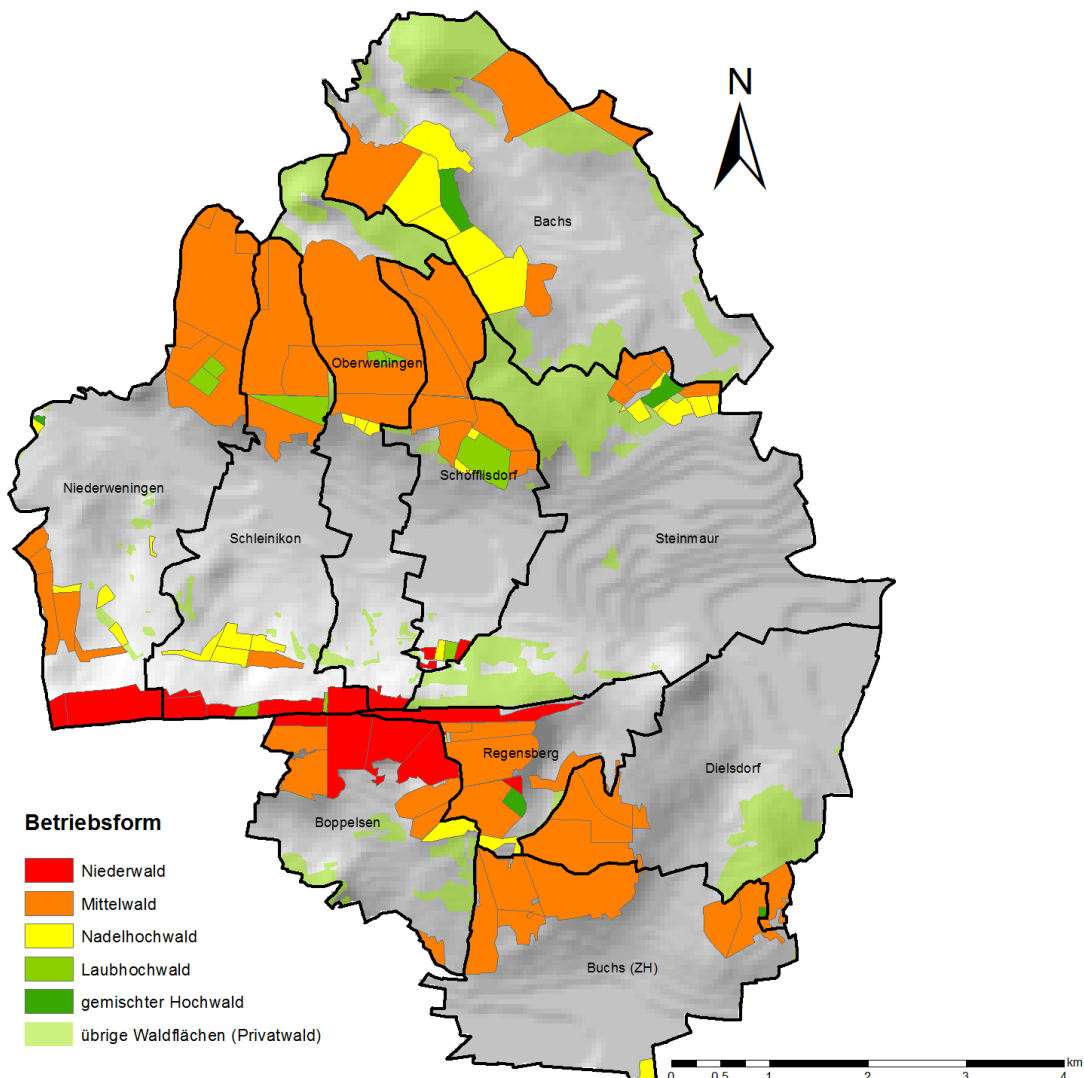 N
Bachs
Oberweningen
Schöfflisdorf
Niederweningen
Schleinikon
Steinmaur
Regensberg
Dielsdorf
Boppelsen
Buchs (ZH)
Betriebsform
Niederwald
Mittelwald
Nadelhochwald
Laubhochwald
gemischter Hochwald
übrige Waldflächen (Privatwald)
km
0 0.5 1 2 3 4